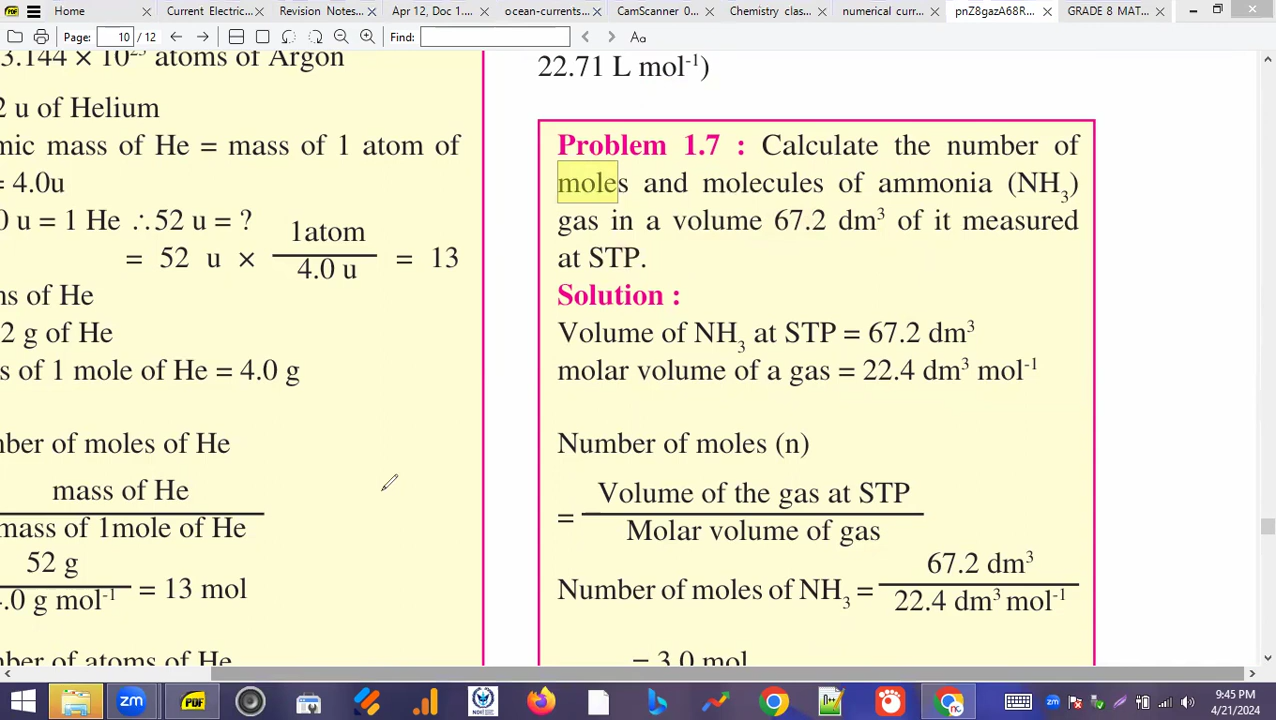 Home
Current Electric...
Revision Notes...
Apr 12, Doc 1...
ocean-currents...
CamScanner 0...
Chemistry clas...
numerical curr...
pnZ8gazA68R...
GRADE 8 MAT...
Page: 10 / 12
Find:
Aa
3.144 × 10²³ atoms of Argon
2 u of Helium
mic mass of He = mass of 1 atom of
= 4.0u
0 u = 1 He ∴52 u = ?
= 52 u × 1atom / 4.0 u = 13
ns of He
2 g of He
s of 1 mole of He = 4.0 g
nber of moles of He
mass of He
mass of 1mole of He
52 g
4.0 g mol⁻¹ = 13 mol
nber of atoms of He
22.71 L mol⁻¹)
Problem 1.7 : Calculate the number of
moles and molecules of ammonia (NH₃)
gas in a volume 67.2 dm³ of it measured
at STP.
Solution :
Volume of NH₃ at STP = 67.2 dm³
molar volume of a gas = 22.4 dm³ mol⁻¹
Number of moles (n)
= Volume of the gas at STP / Molar volume of gas
Number of moles of NH₃ = 67.2 dm³ / 22.4 dm³ mol⁻¹
= 3.0 mol
zm
PDF
zm
9:45 PM
4/21/2024